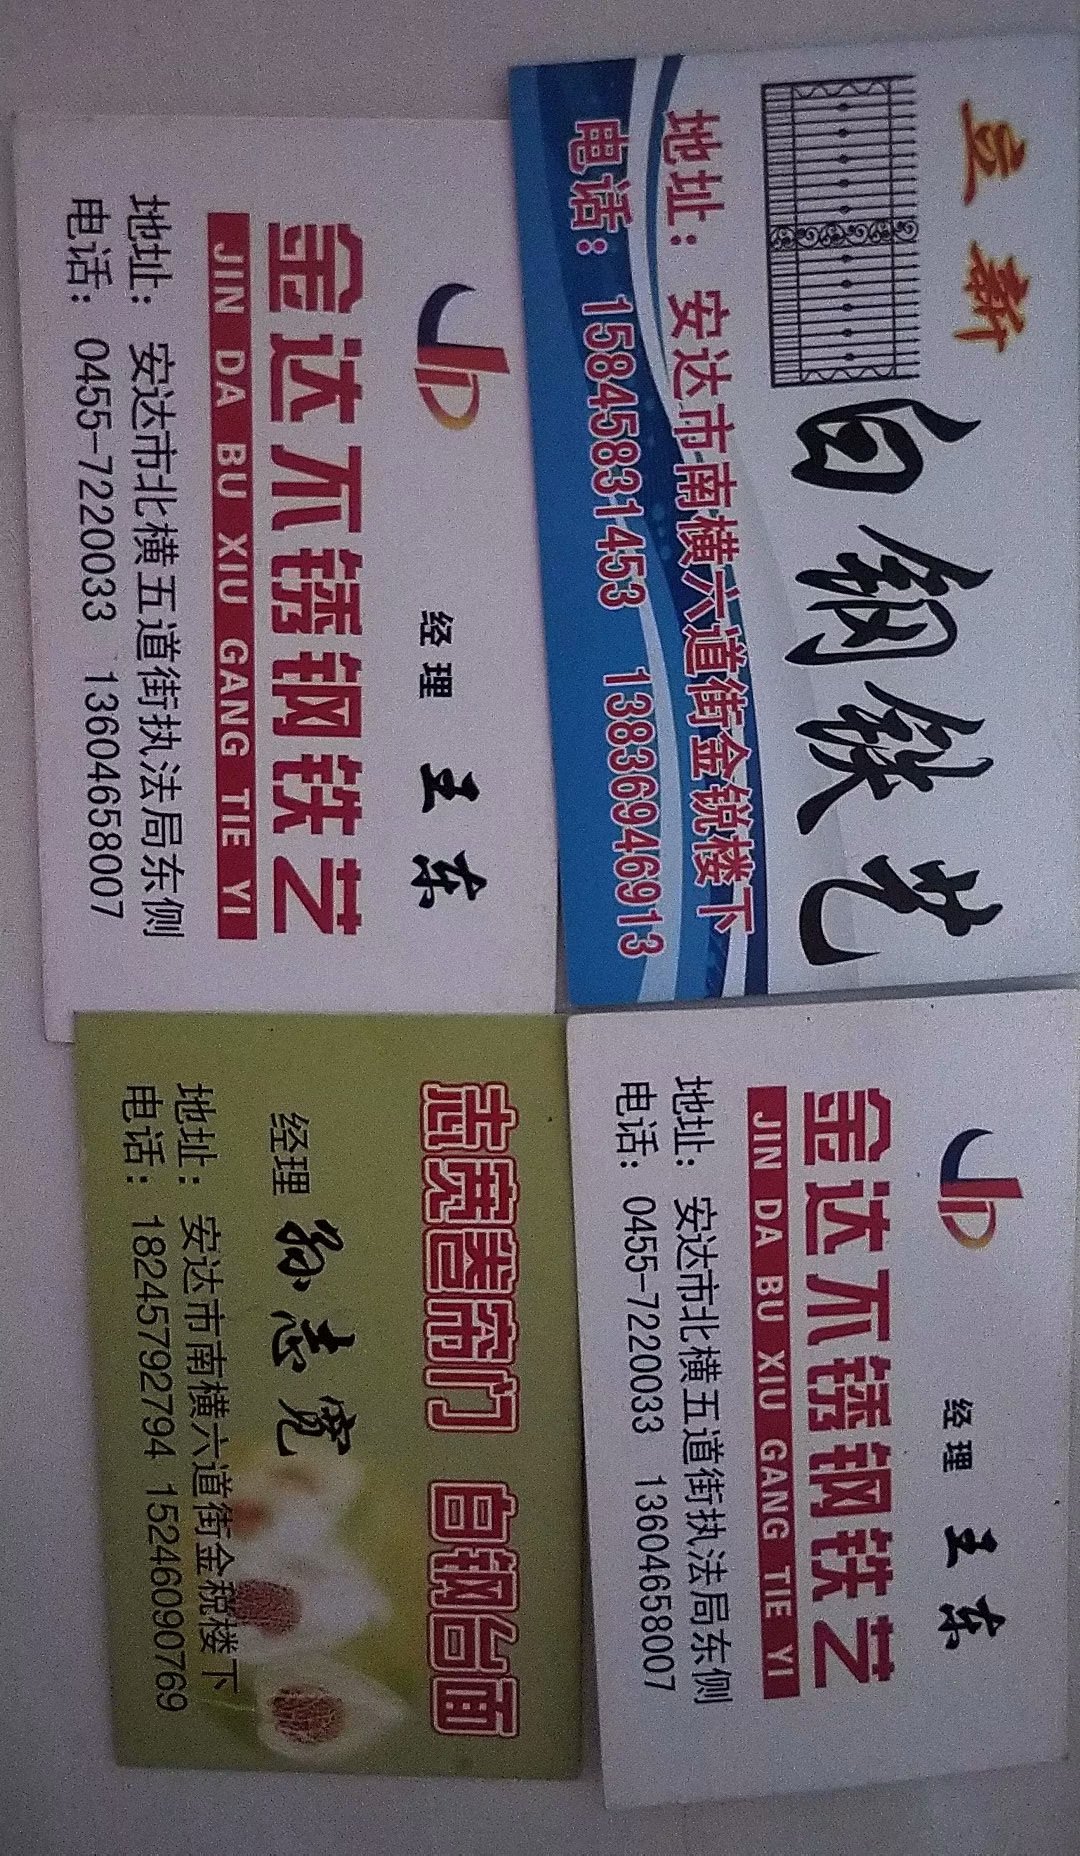 立新
白钢铁艺
地址：安达市南横六道街金锐楼下
电话：15845831453 13836946913
JD
经理 王东
金达不锈钢铁艺
JIN DA BU XIU GANG TIE YI
地址：安达市北横五道街执法局东侧
电话：0455-7220033 13604658007
JD
经理 王东
金达不锈钢铁艺
JIN DA BU XIU GANG TIE YI
地址：安达市北横五道街执法局东侧
电话：0455-7220033 13604658007
志宽卷帘门 白钢台面
经理 孙志宽
地址：安达市南横六道街金税楼下
电话：18245792794 15246090769